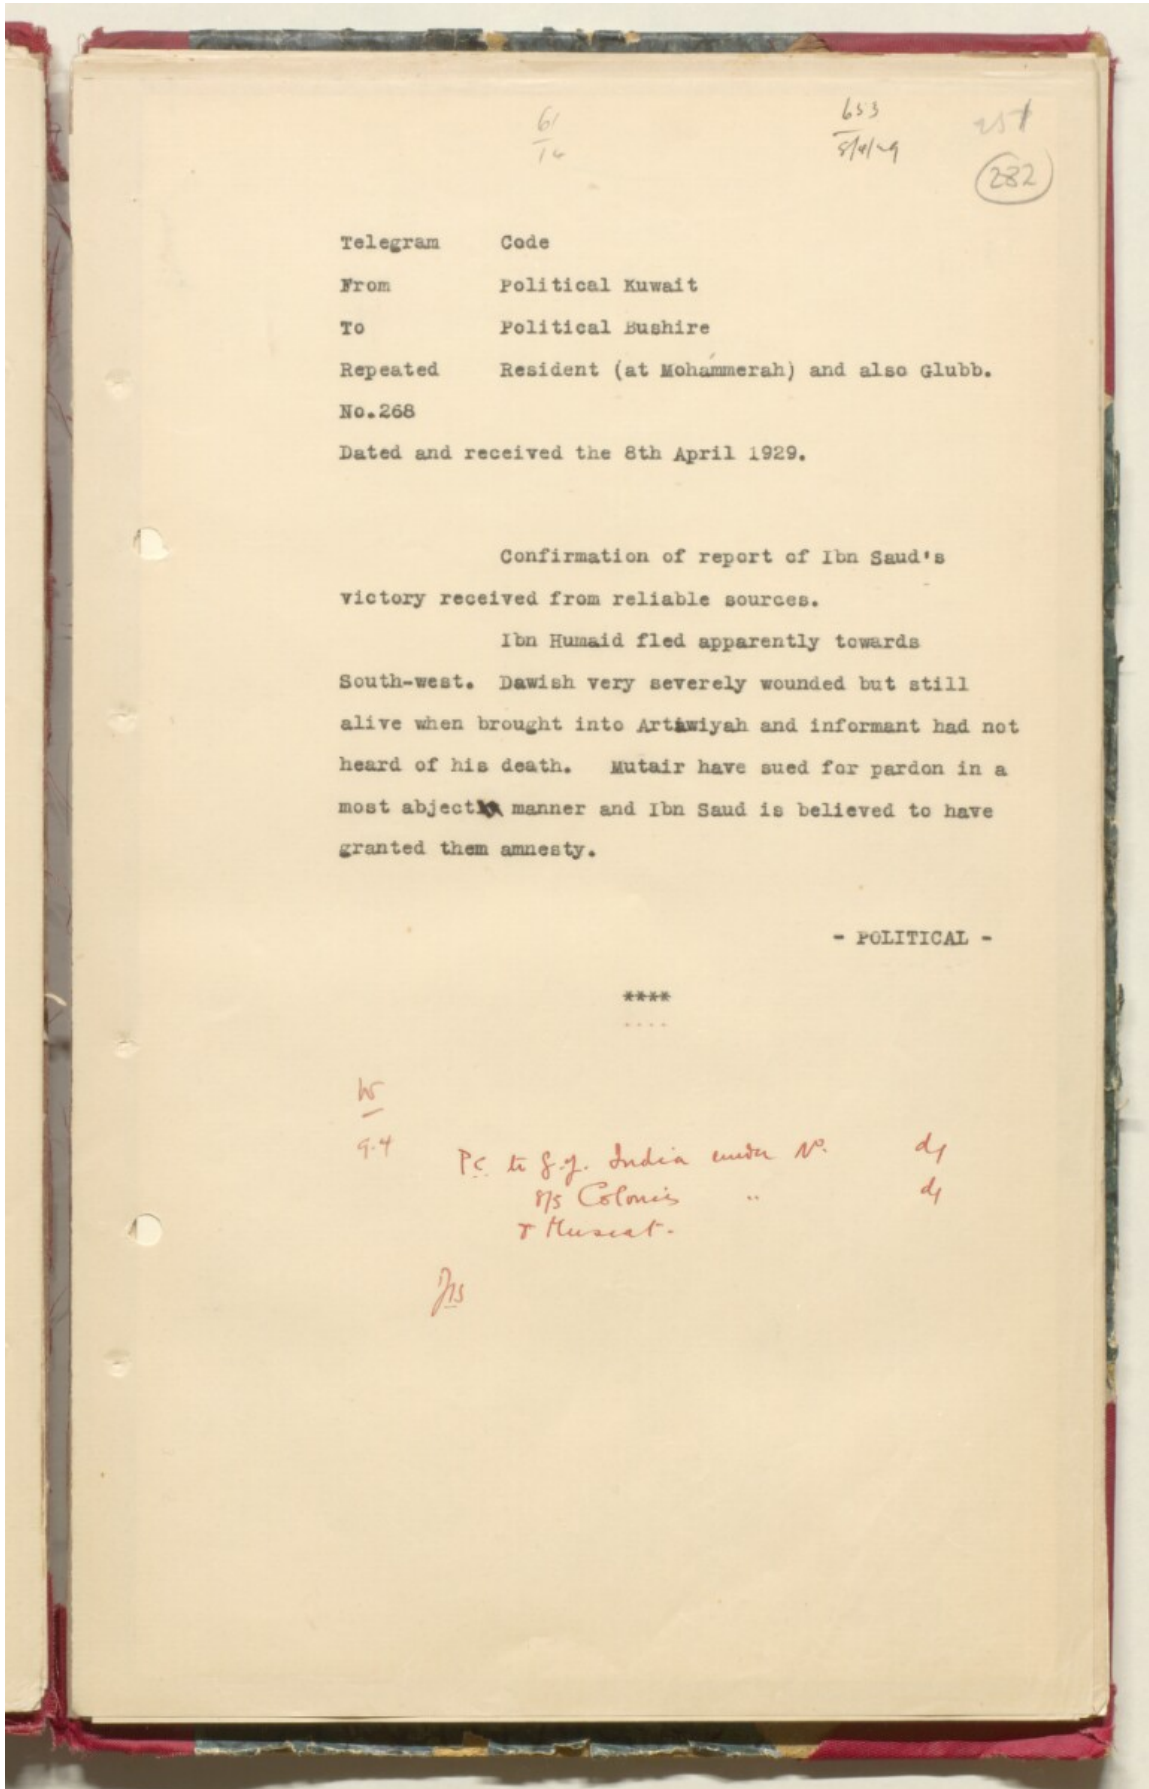 61
14
653
8/4/29
251
282
Telegram Code
From Political Kuwait
To Political Bushire
Repeated Resident (at Mohammerah) and also Glubb.
No.268
Dated and received the 8th April 1929.
Confirmation of report of Ibn Saud's
victory received from reliable sources.
Ibn Humaid fled apparently towards
South-west. Dawish very severely wounded but still
alive when brought into Artawiyah and informant had not
heard of his death. Mutair have sued for pardon in a
most abject manner and Ibn Saud is believed to have
granted them amnesty.
- POLITICAL -
****
....
9.4
P.C. to G.of. India under No.
Colonies "
& Muscat.